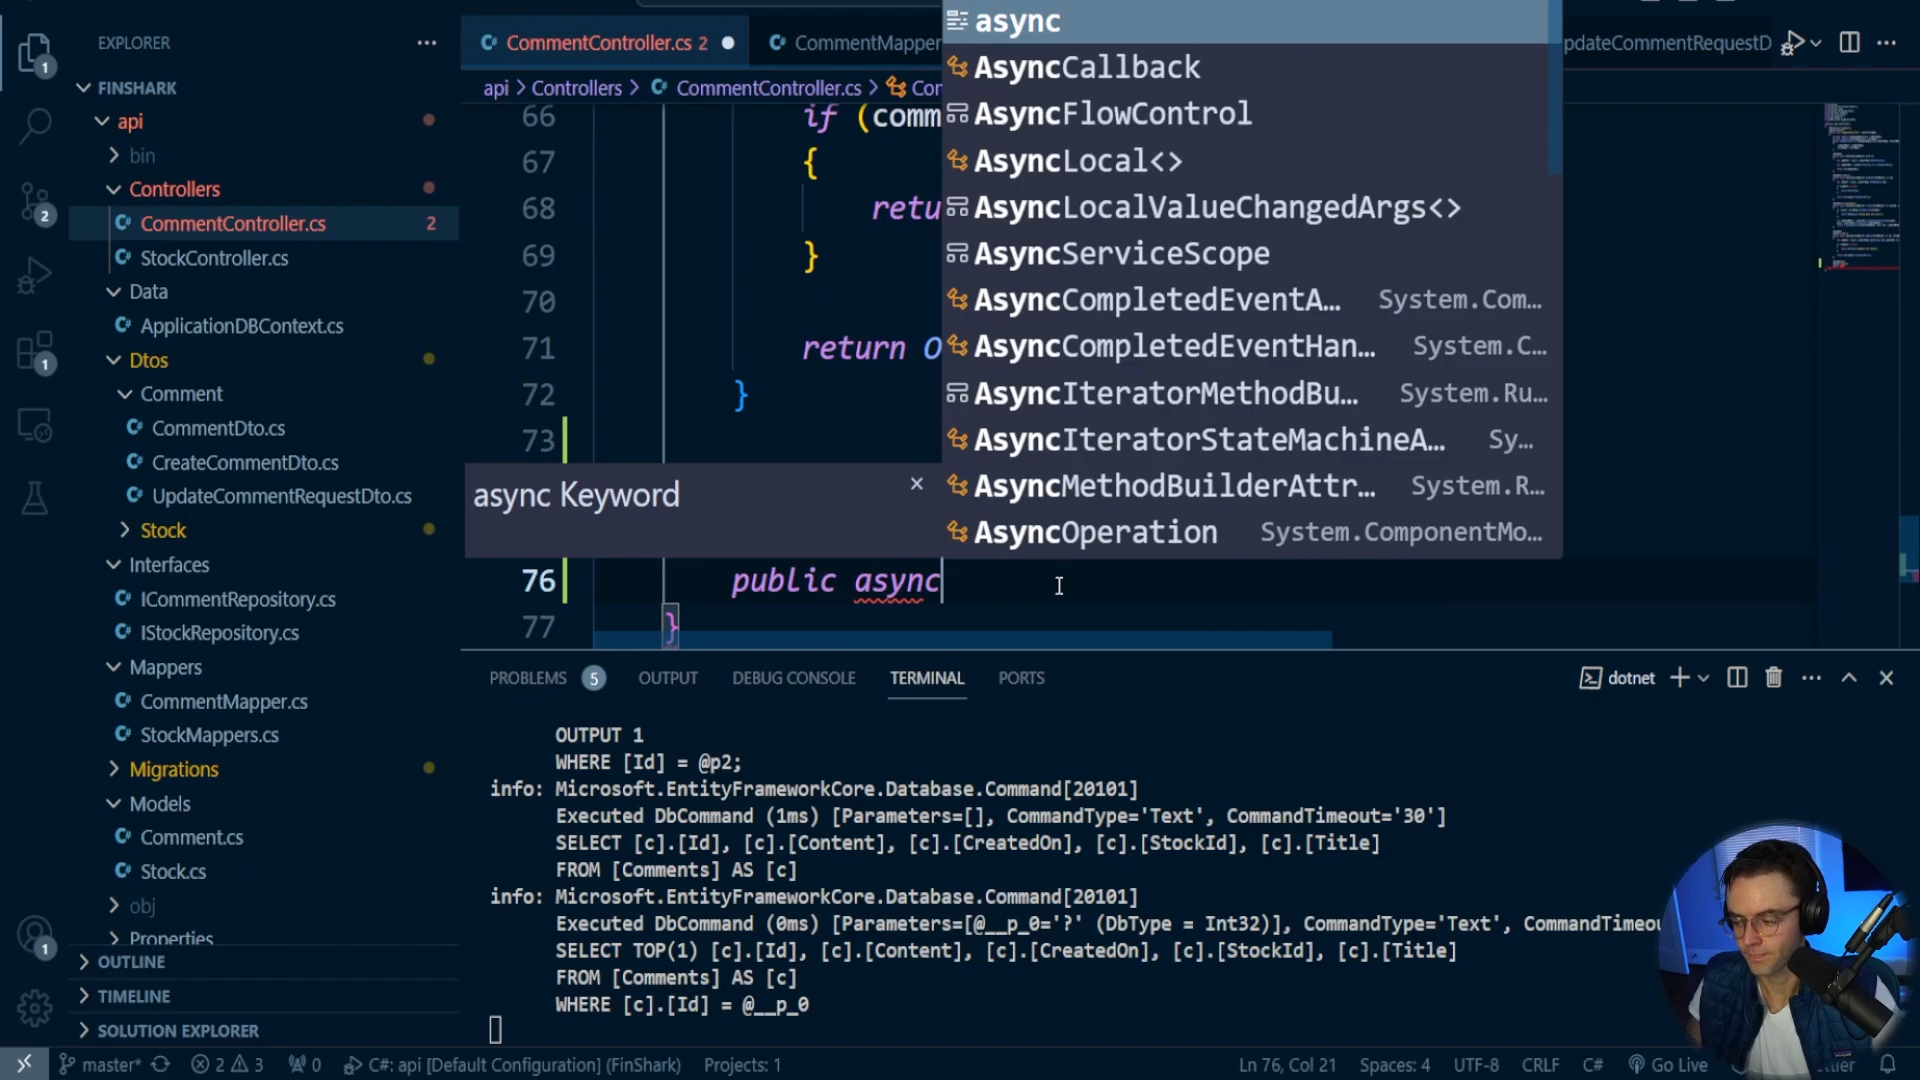 EXPLORER
FINSHARK
api
bin
Controllers
CommentController.cs 2
StockController.cs
Data
ApplicationDBContext.cs
Dtos
Comment
CommentDto.cs
CreateCommentDto.cs
UpdateCommentRequestDto.cs
Stock
Interfaces
ICommentRepository.cs
IStockRepository.cs
Mappers
CommentMapper.cs
StockMappers.cs
Migrations
Models
Comment.cs
Stock.cs
obj
Properties
OUTLINE
TIMELINE
SOLUTION EXPLORER
1
2
1
1
CommentController.cs 2
CommentMapper
pdateCommentRequestD
api > Controllers > CommentController.cs > Con
66 if (comm
67 {
68 retu
69 }
70
71 return O
72 }
73
76 public async
77 }
async Keyword
async
AsyncCallback
AsyncFlowControl
AsyncLocal<>
AsyncLocalValueChangedArgs<>
AsyncServiceScope
AsyncCompletedEventA… System.Com…
AsyncCompletedEventHan… System.C…
AsyncIteratorMethodBu… System.Ru…
AsyncIteratorStateMachineA… Sy…
AsyncMethodBuilderAttr… System.R…
AsyncOperation System.ComponentMo…
PROBLEMS 5 OUTPUT DEBUG CONSOLE TERMINAL PORTS
dotnet
OUTPUT 1
WHERE [Id] = @p2;
info: Microsoft.EntityFrameworkCore.Database.Command[20101]
Executed DbCommand (1ms) [Parameters=[], CommandType='Text', CommandTimeout='30']
SELECT [c].[Id], [c].[Content], [c].[CreatedOn], [c].[StockId], [c].[Title]
FROM [Comments] AS [c]
info: Microsoft.EntityFrameworkCore.Database.Command[20101]
Executed DbCommand (0ms) [Parameters=[@__p_0='?' (DbType = Int32)], CommandType='Text', CommandTimeou
SELECT TOP(1) [c].[Id], [c].[Content], [c].[CreatedOn], [c].[StockId], [c].[Title]
FROM [Comments] AS [c]
WHERE [c].[Id] = @__p_0
master* 2 3 0 C#: api [Default Configuration] (FinShark) Projects: 1 Ln 76, Col 21 Spaces: 4 UTF-8 CRLF C# Go Live